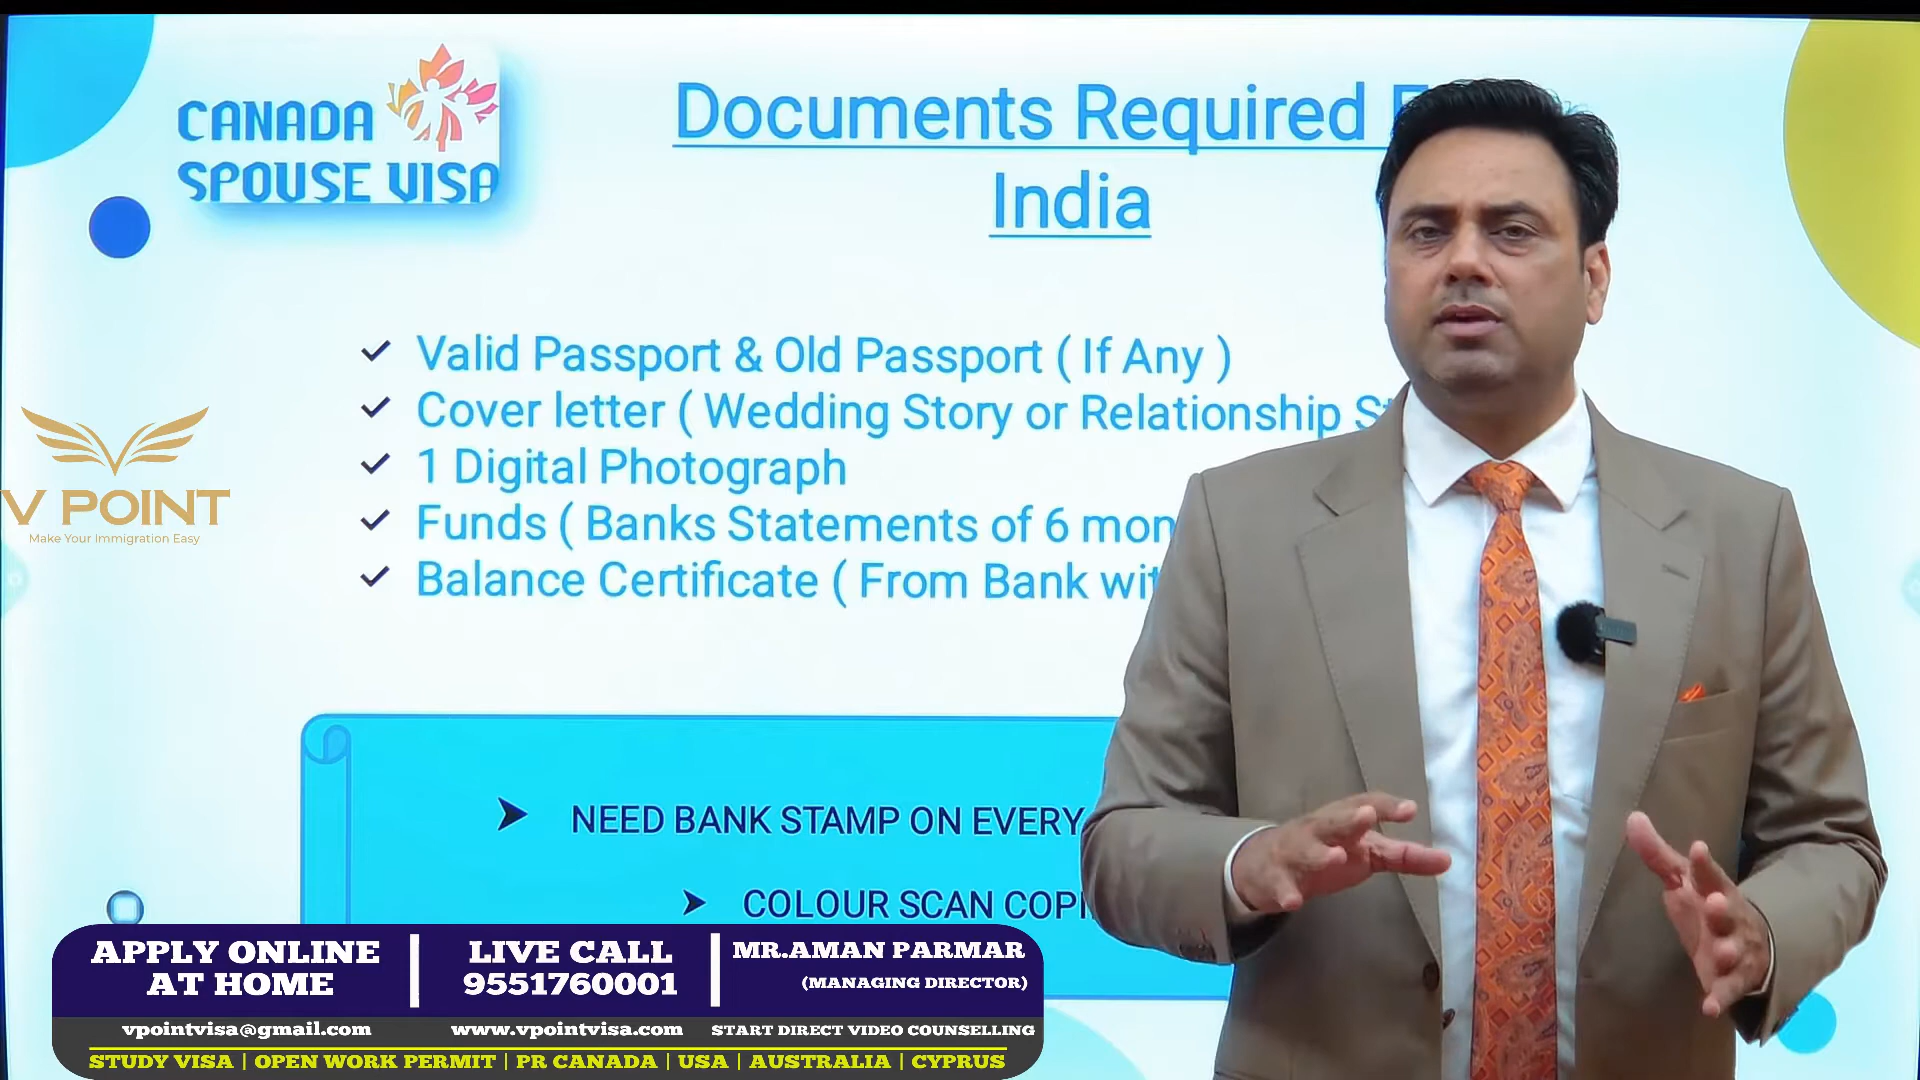 CANADA
SPOUSE VISA
Documents Required
India
Valid Passport & Old Passport ( If Any )
Cover letter ( Wedding Story or Relationship
1 Digital Photograph
Funds ( Banks Statements of 6
Balance Certificate ( From Bank
V POINT
Make Your Immigration Easy
NEED BANK STAMP ON EVERY
COLOUR SCAN
APPLY ONLINE
AT HOME
LIVE CALL
9551760001
MR.AMAN PARMAR
(MANAGING DIRECTOR)
vpointvisa@gmail.com
www.vpointvisa.com
START DIRECT VIDEO COUNSELLING
STUDY VISA | OPEN WORK PERMIT | PR CANADA | USA | AUSTRALIA | CYPRUS